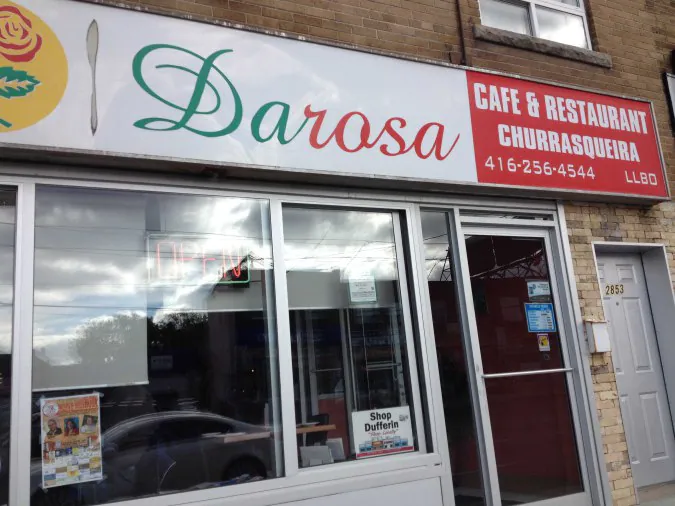 Darosa
CAFE & RESTAURANT
CHURRASQUEIRA
416-256-4544
LLBO
OPEN
2853
Shop
Dufferin